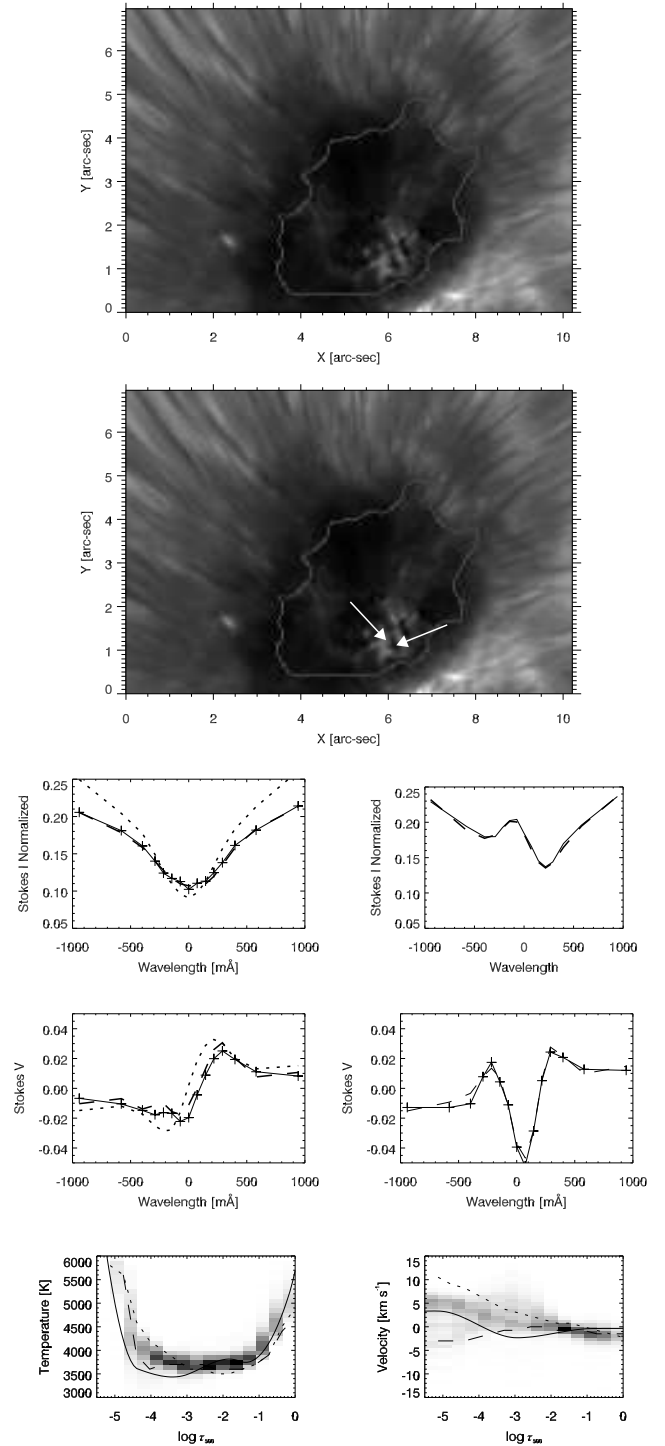 7
6
5
4
3
2
1
0
Y [arc-sec]
0 2 4 6 8 10
X [arc-sec]
6
5
4
3
2
1
0
Y [arc-sec]
0 2 4 6 8 10
X [arc-sec]
0.25
0.20
0.15
0.10
0.05
Stokes I Normalized
-1000 -500 0 500 1000
Wavelength [mÅ]
0.25
0.20
0.15
0.10
0.05
Stokes I Normalized
-1000 -500 0 500 1000
Wavelength
0.04
0.02
0.00
-0.02
-0.04
Stokes V
-1000 -500 0 500 1000
Wavelength [mÅ]
0.04
0.02
0.00
-0.02
-0.04
Stokes V
-1000 -500 0 500 1000
Wavelength [mÅ]
6000
5500
5000
4500
4000
3500
3000
Temperature [K]
-5 -4 -3 -2 -1 0
log τ₅₀₀
15
10
5
0
-5
-10
-15
Velocity [km s⁻¹]
-5 -4 -3 -2 -1 0
log τ₅₀₀